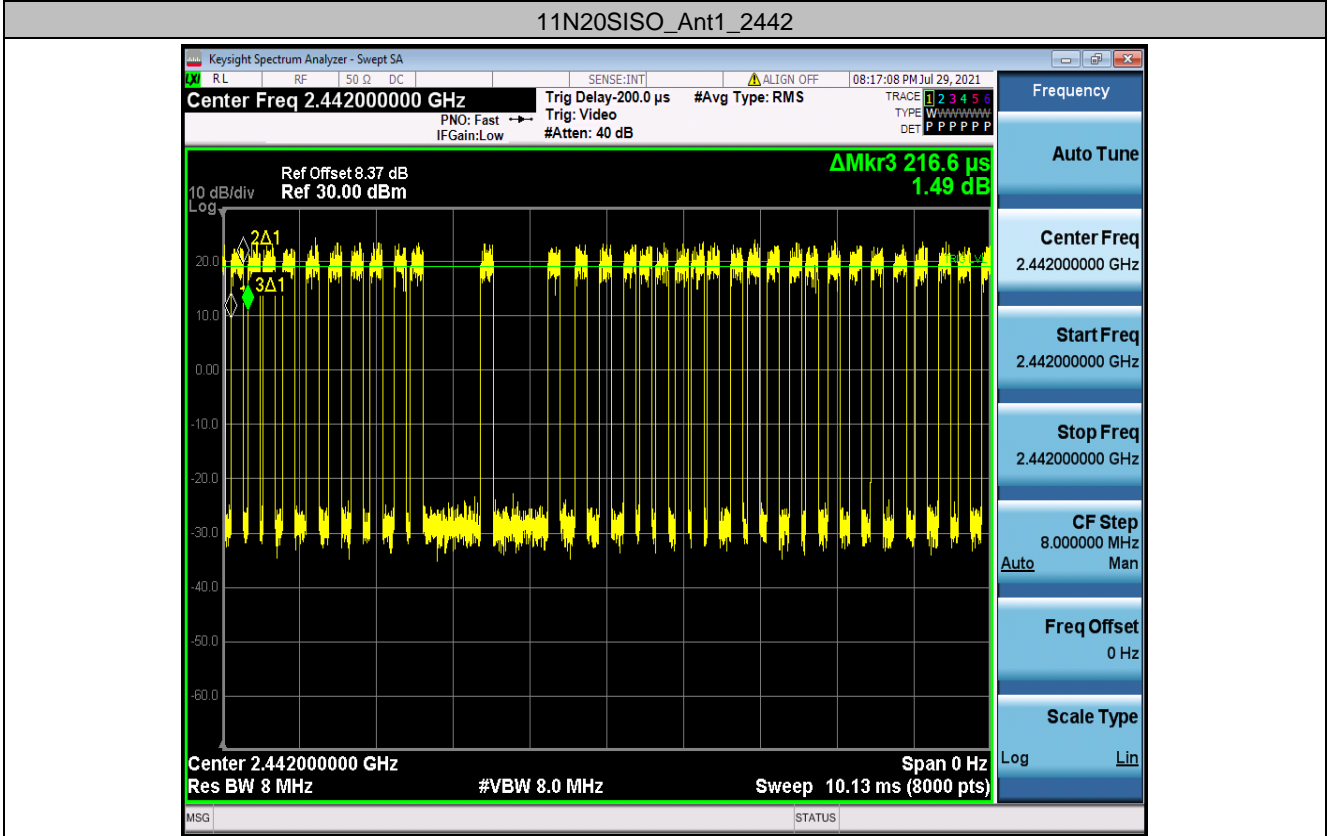 11N20SISO_Ant1_2442
Keysight Spectrum Analyzer - Swept SA
LXI RL RF 50 Ω DC SENSE:INT ALIGN OFF 08:17:08 PM Jul 29, 2021
Center Freq 2.442000000 GHz
PNO: Fast
IFGain:Low
Trig Delay-200.0 µs
Trig: Video
#Atten: 40 dB
#Avg Type: RMS
TRACE 1 2 3 4 5 6
TYPE WWWWWW
DET P P P P P P
ΔMkr3 216.6 µs
1.49 dB
Ref Offset 8.37 dB
10 dB/div Ref 30.00 dBm
Log
2Δ1
3Δ1
20.0
10.0
0.00
-10.0
-20.0
-30.0
-40.0
-50.0
-60.0
Center 2.442000000 GHz Span 0 Hz
Res BW 8 MHz #VBW 8.0 MHz Sweep 10.13 ms (8000 pts)
MSG STATUS
Frequency
Auto Tune
Center Freq
2.442000000 GHz
Start Freq
2.442000000 GHz
Stop Freq
2.442000000 GHz
CF Step
8.000000 MHz
Auto Man
Freq Offset
0 Hz
Scale Type
Log Lin